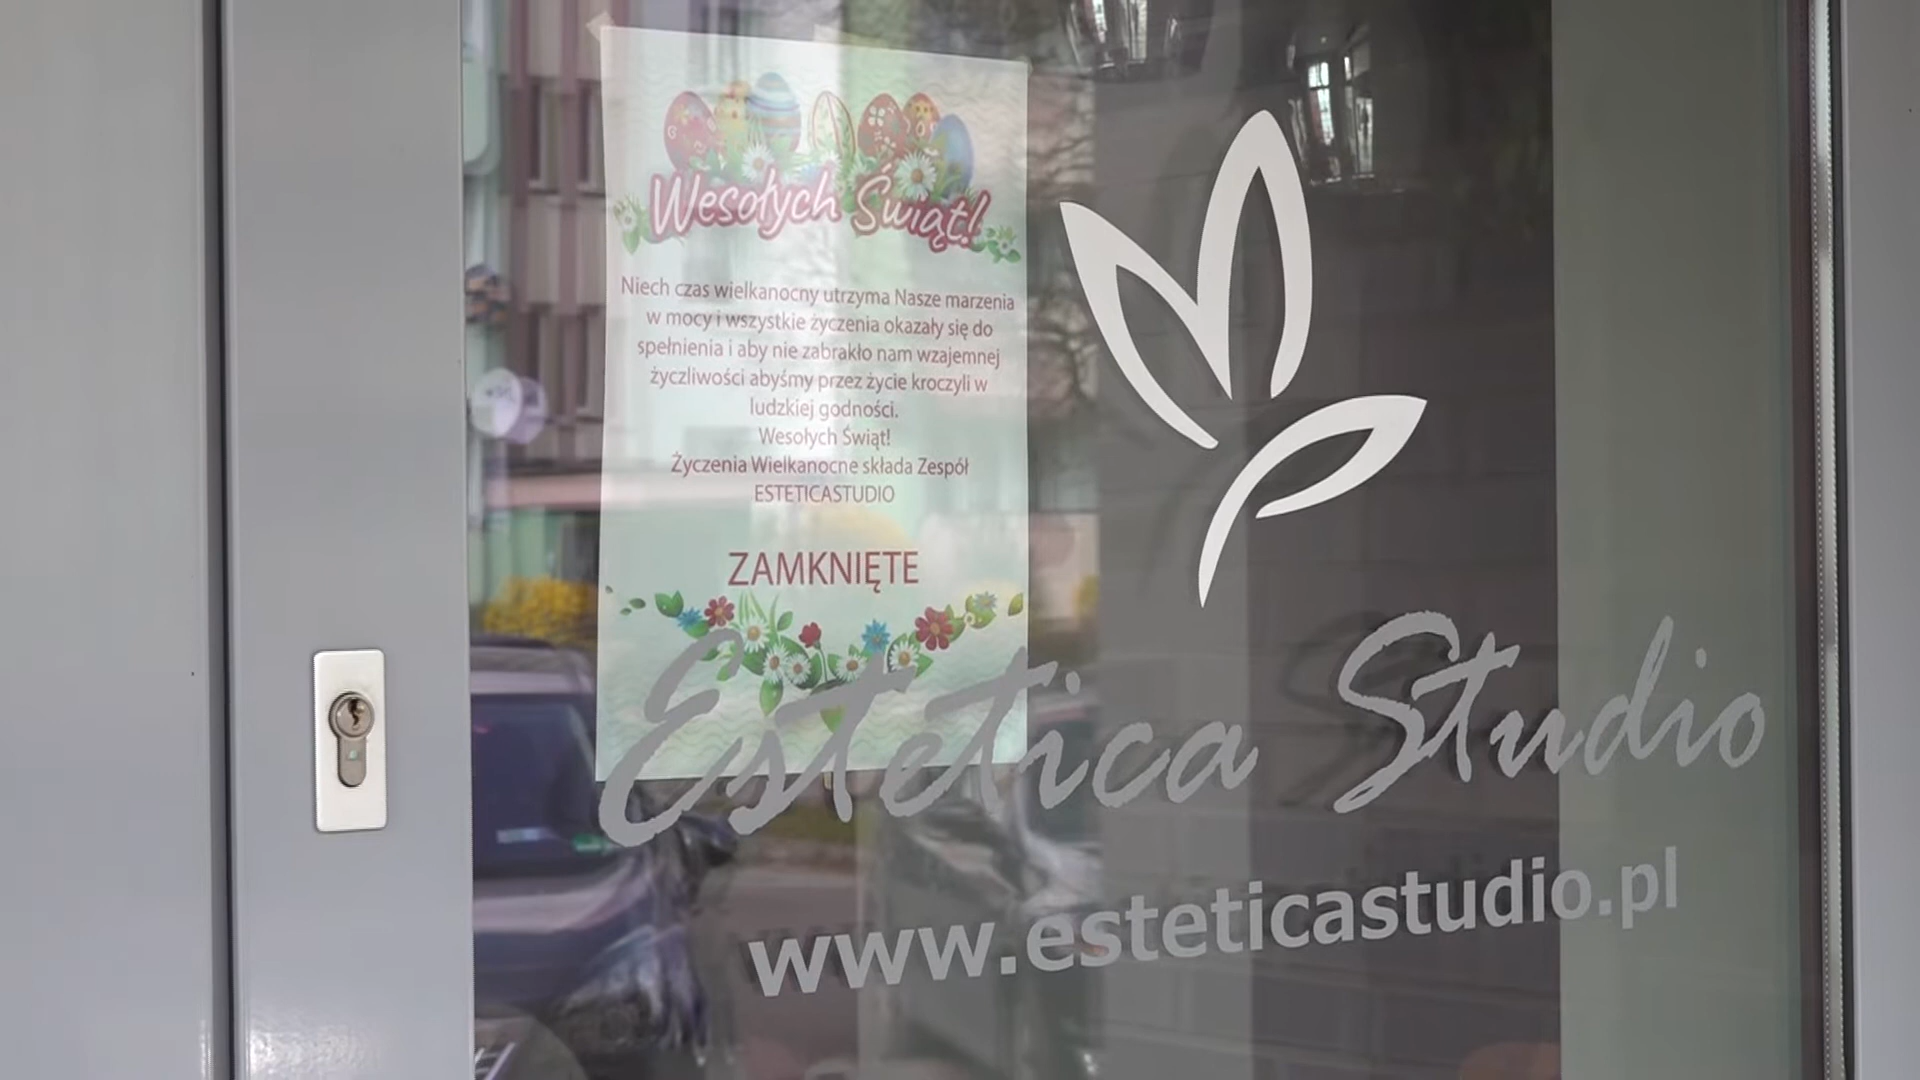 Wesołych Świąt!
Niech czas wielkanocny utrzyma Nasze marzenia
w mocy i wszystkie życzenia okazały się do
spełnienia i aby nie zabrakło nam wzajemnej
życzliwości abyśmy przez życie kroczyli w
ludzkiej godności.
Wesołych Świąt!
Życzenia Wielkanocne składa Zespół
ESTETICASTUDIO
ZAMKNIĘTE
Estetica Studio
www.esteticastudio.pl